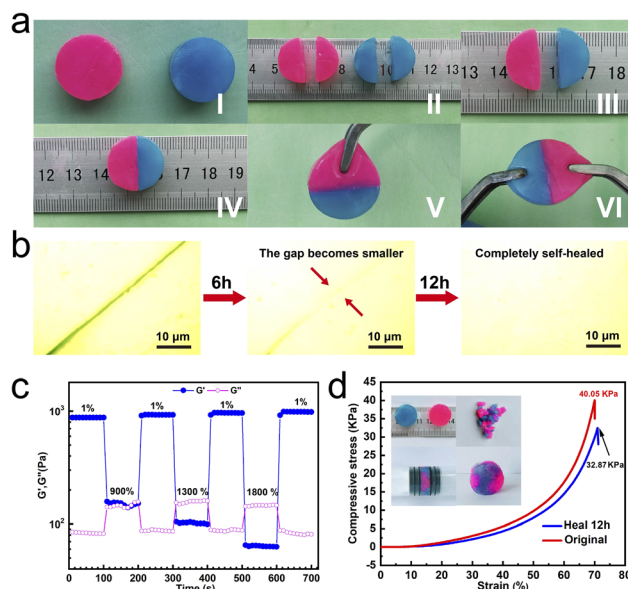 a
I
II
III
4 5 6 7 8 9 10 11 12 13
13 14 15 16 17 18
IV
V
VI
12 13 14 15 16 17 18 19
b
6h
The gap becomes smaller
12h
Completely self-healed
10 μm
10 μm
10 μm
c
G' G''
1% 1% 1% 1%
900% 1300 % 1800 %
10³
10²
G',G''(Pa)
0 100 200 300 400 500 600 700
Time (s)
d
45
40
35
30
25
20
15
10
5
0
-5
Compressive stress (KPa)
40.05 KPa
32.87KPa
Heal 12h
Original
0 10 20 30 40 50 60 70 80
Strain (%)